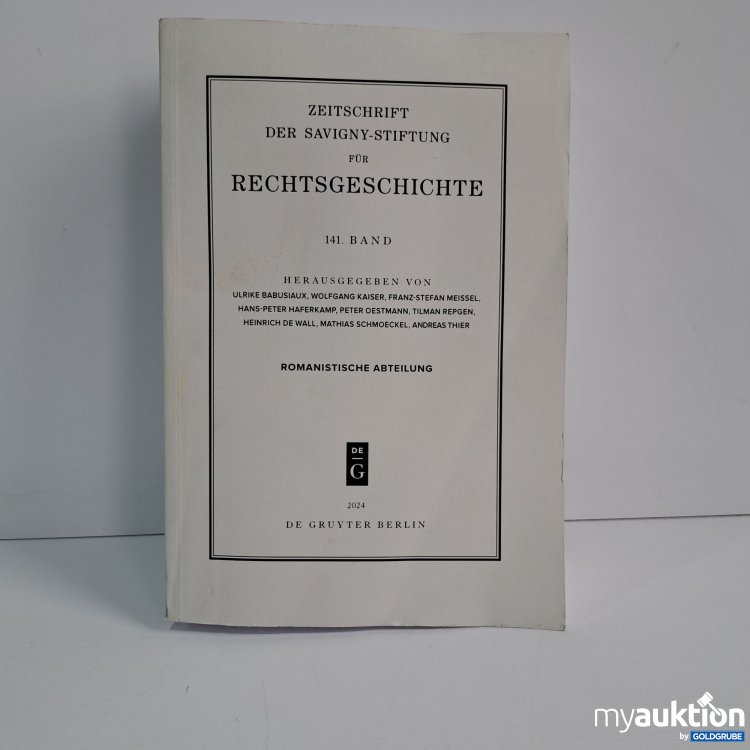 ZEITSCHRIFT
DER SAVIGNY-STIFTUNG
FÜR
RECHTSGESCHICHTE
141. BAND
HERAUSGEGEBEN VON
ULRIKE BABUSIAUX, WOLFGANG KAISER, FRANZ-STEFAN MEISSEL,
HANS-PETER HAFERKAMP, PETER OESTMANN, TILMAN REPGEN,
HEINRICH DE WALL, MATHIAS SCHMOECKEL, ANDREAS THIER
ROMANISTISCHE ABTEILUNG
DE
G
2024
DE GRUYTER BERLIN
myauktion
by GOLDGRUBE